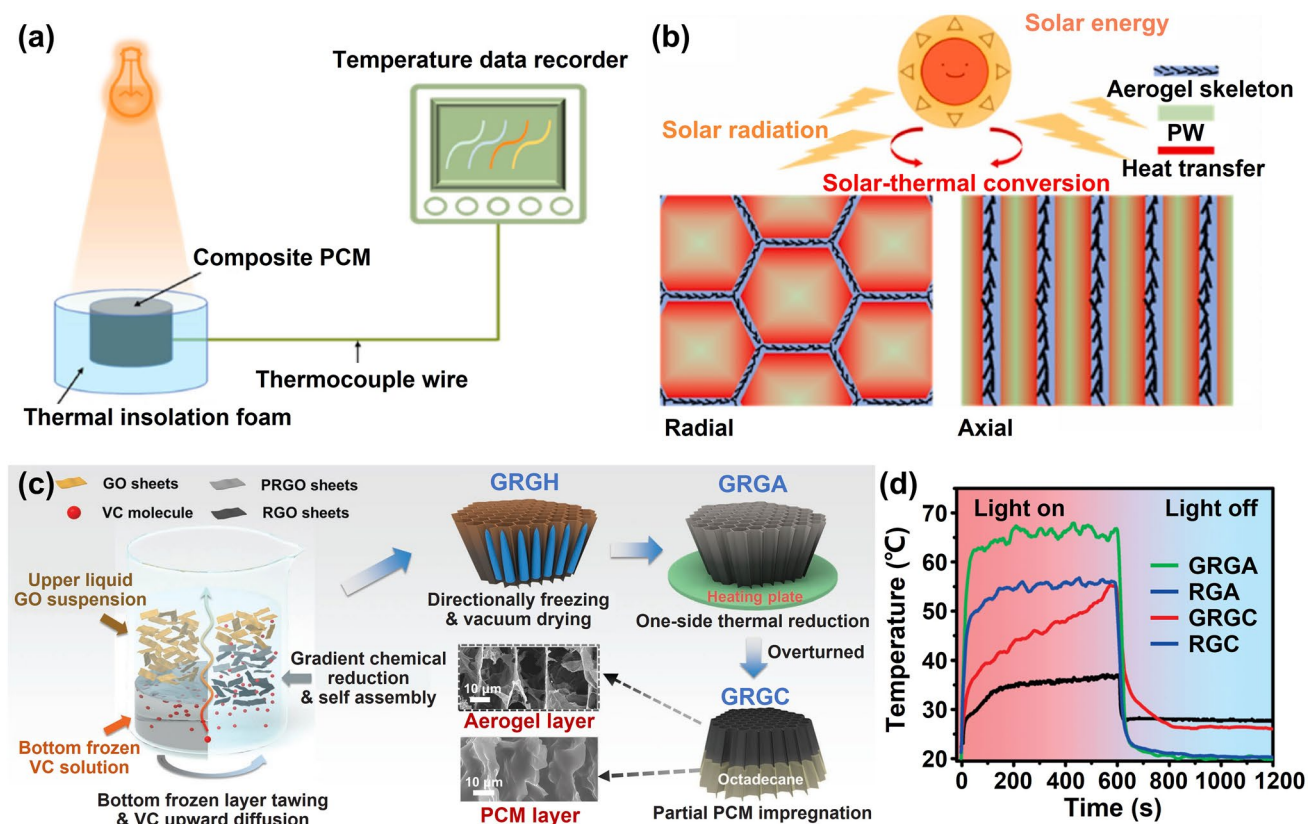 (a)
Temperature data recorder
Composite PCM
Thermocouple wire
Thermal insolation foam
(b)
Solar energy
Solar radiation
Solar-thermal conversion
Aerogel skeleton
PW
Heat transfer
Radial
Axial
(c)
GO sheets
PRGO sheets
VC molecule
RGO sheets
Upper liquid
GO suspension
Bottom frozen
VC solution
Gradient chemical
reduction
& self assembly
Bottom frozen layer tawing
& VC upward diffusion
GRGH
Directionally freezing
& vacuum drying
GRGA
Heating plate
One-side thermal reduction
Overturned
GRGC
Octadecane
Partial PCM impregnation
10 μm
Aerogel layer
10 μm
PCM layer
(d)
Light on
Light off
GRGA
RGA
GRGC
RGC
Temperature (℃)
70
60
50
40
30
20
0
200
400
600
800
1000
1200
Time (s)